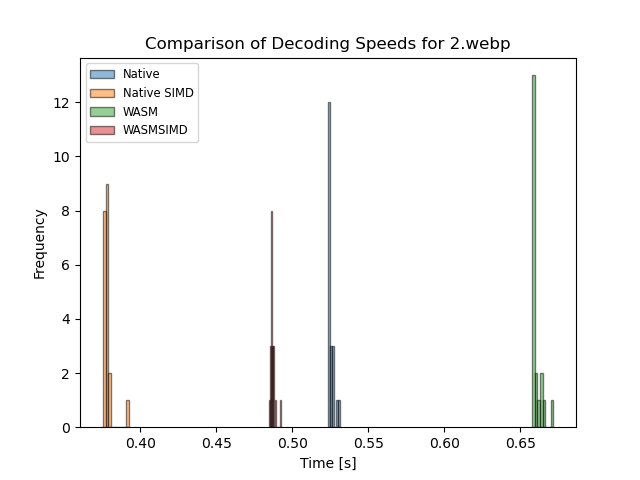 Comparison of Decoding Speeds for 2.webp
Native
Native SIMD
WASM
WASMSIMD
12
10
8
6
4
2
0
Frequency
0.40 0.45 0.50 0.55 0.60 0.65
Time [s]